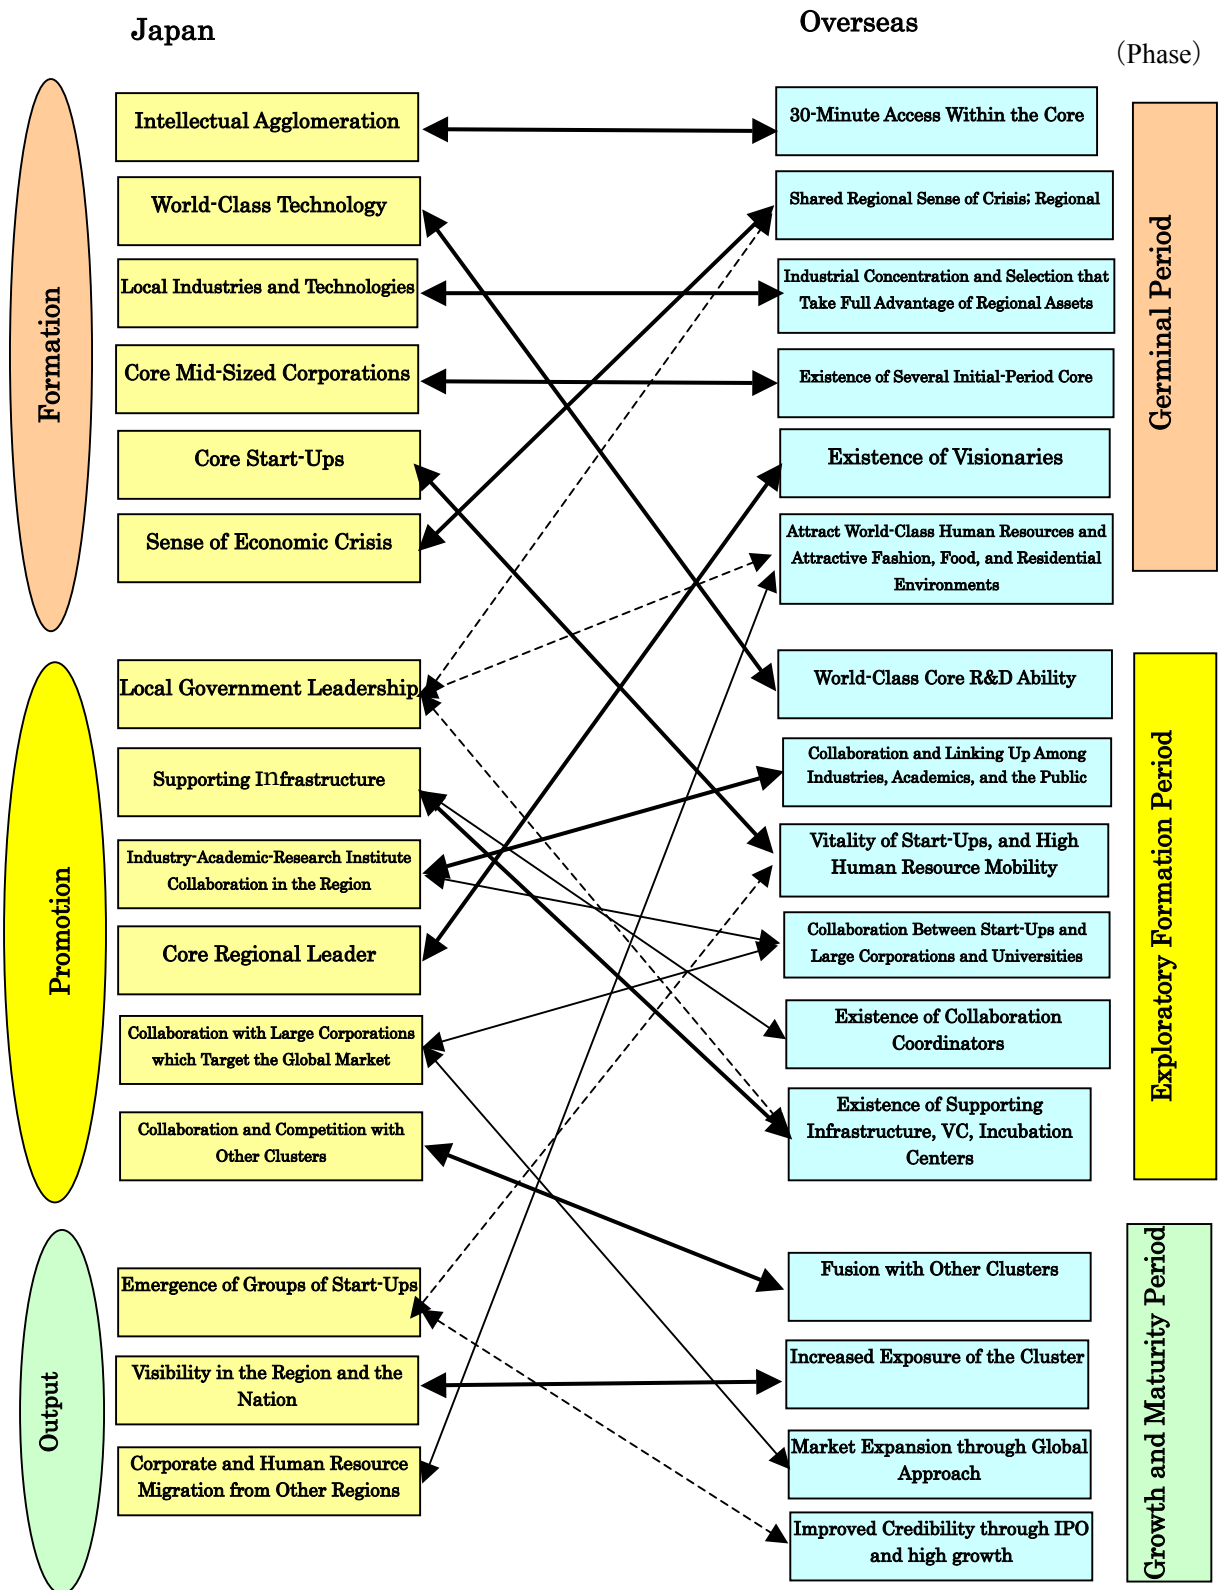 Japan
Overseas
(Phase)
Formation
Intellectual Agglomeration
World-Class Technology
Local Industries and Technologies
Core Mid-Sized Corporations
Core Start-Ups
Sense of Economic Crisis
Promotion
Local Government Leadership
Supporting Infrastructure
Industry-Academic-Research Institute
Collaboration in the Region
Core Regional Leader
Collaboration with Large Corporations
which Target the Global Market
Collaboration and Competition with
Other Clusters
Output
Emergence of Groups of Start-Ups
Visibility in the Region and the
Nation
Corporate and Human Resource
Migration from Other Regions
30-Minute Access Within the Core
Shared Regional Sense of Crisis; Regional
Industrial Concentration and Selection that
Take Full Advantage of Regional Assets
Existence of Several Initial-Period Core
Existence of Visionaries
Attract World-Class Human Resources and
Attractive Fashion, Food, and Residential
Environments
Germinal Period
World-Class Core R&D Ability
Collaboration and Linking Up Among
Industries, Academics, and the Public
Vitality of Start-Ups, and High
Human Resource Mobility
Collaboration Between Start-Ups and
Large Corporations and Universities
Existence of Collaboration
Coordinators
Existence of Supporting
Infrastructure, VC, Incubation
Centers
Exploratory Formation Period
Fusion with Other Clusters
Increased Exposure of the Cluster
Market Expansion through Global
Approach
Improved Credibility through IPO
and high growth
Growth and Maturity Period